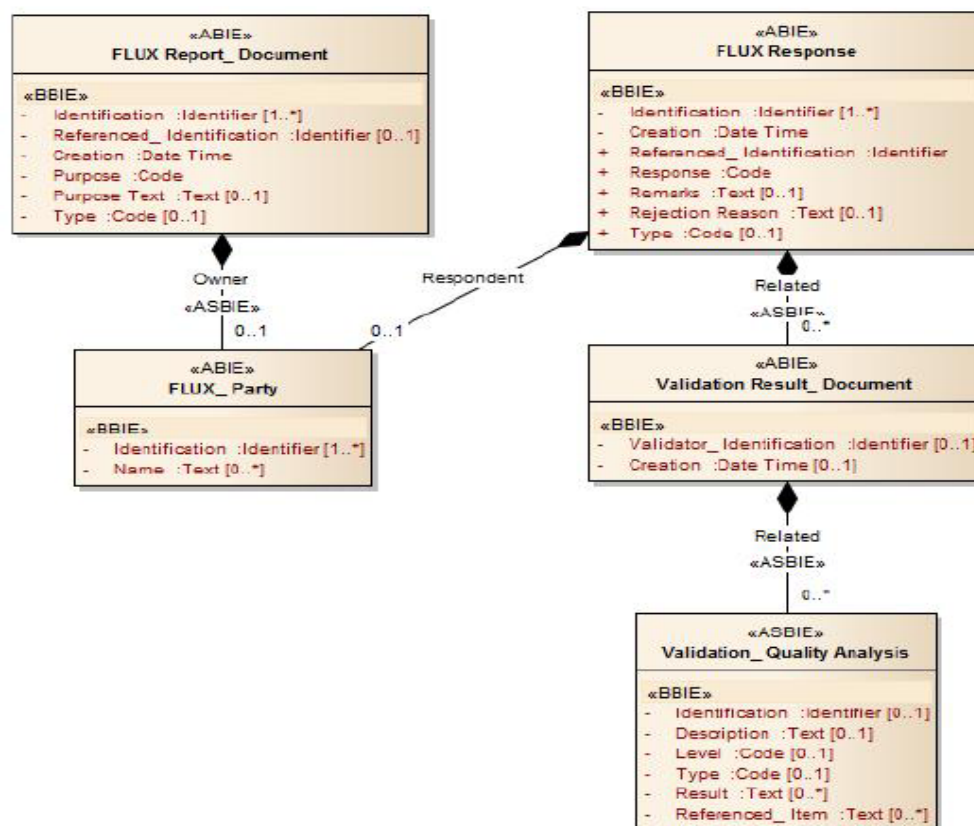 «ABIE»
FLUX Report_ Document
«BBIE»
- Identification :Identifier [1..*]
- Referenced_ Identification :Identifier [0..1]
- Creation :Date Time
- Purpose :Code
- Purpose Text :Text [0..1]
- Type :Code [0..1]
«ABIE»
FLUX Response
«BBIE»
- Identification :Identifier [1..*]
- Creation :Date Time
+ Referenced_ Identification :Identifier
+ Response :Code
+ Remarks :Text [0..1]
+ Rejection Reason :Text [0..1]
+ Type :Code [0..1]
Owner
«ASBIE»
0..1
Respondent
0..1
Related
«ASBIE»
0..*
«ABIE»
FLUX_ Party
«BBIE»
- Identification :Identifier [1..*]
- Name :Text [0..*]
«ABIE»
Validation Result_ Document
«BBIE»
- Validator_ Identification :Identifier [0..1]
- Creation :Date Time [0..1]
Related
«ASBIE»
0..*
«ASBIE»
Validation_ Quality Analysis
«BBIE»
- Identification :Identifier [0..1]
- Description :Text [0..1]
- Level :Code [0..1]
- Type :Code [0..1]
- Result :Text [0..*]
- Referenced_ Item :Text [0..*]